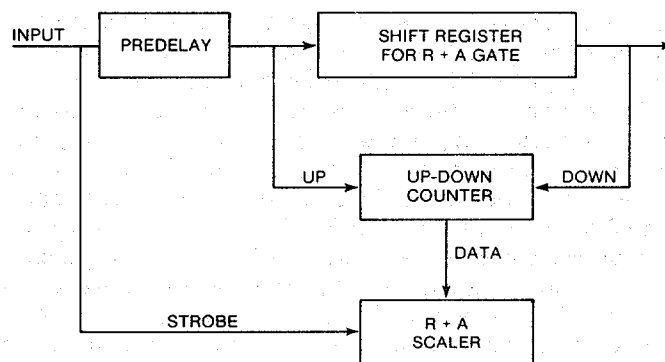 INPUT
PREDELAY
SHIFT REGISTER
FOR R + A GATE
UP
UP-DOWN
COUNTER
DOWN
DATA
STROBE
R + A
SCALER